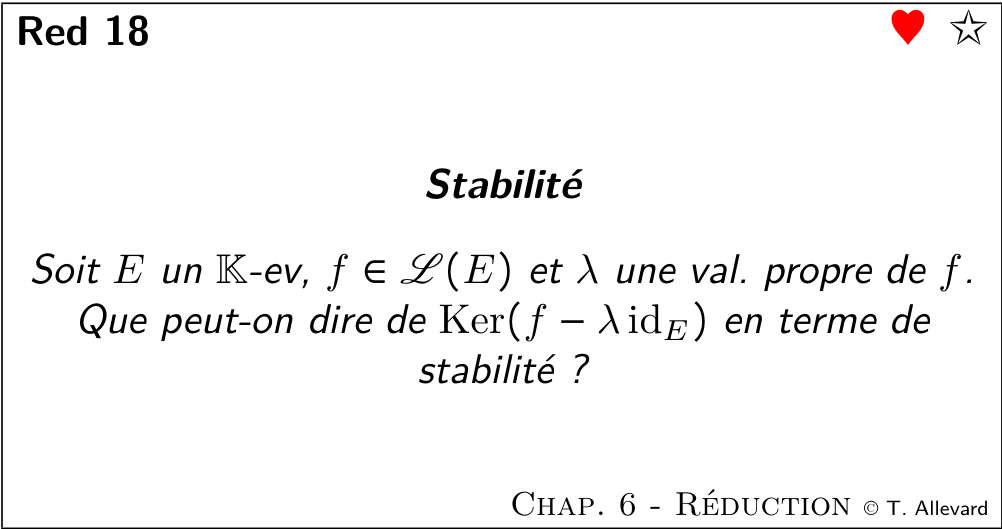 Red 18 ♥ ☆
Stabilité
Soit E un 𝕂-ev, f ∈ ℒ(E) et λ une val. propre de f.
Que peut-on dire de Ker(f − λ id_E) en terme de
stabilité ?
Chap. 6 - Réduction © T. Allevard